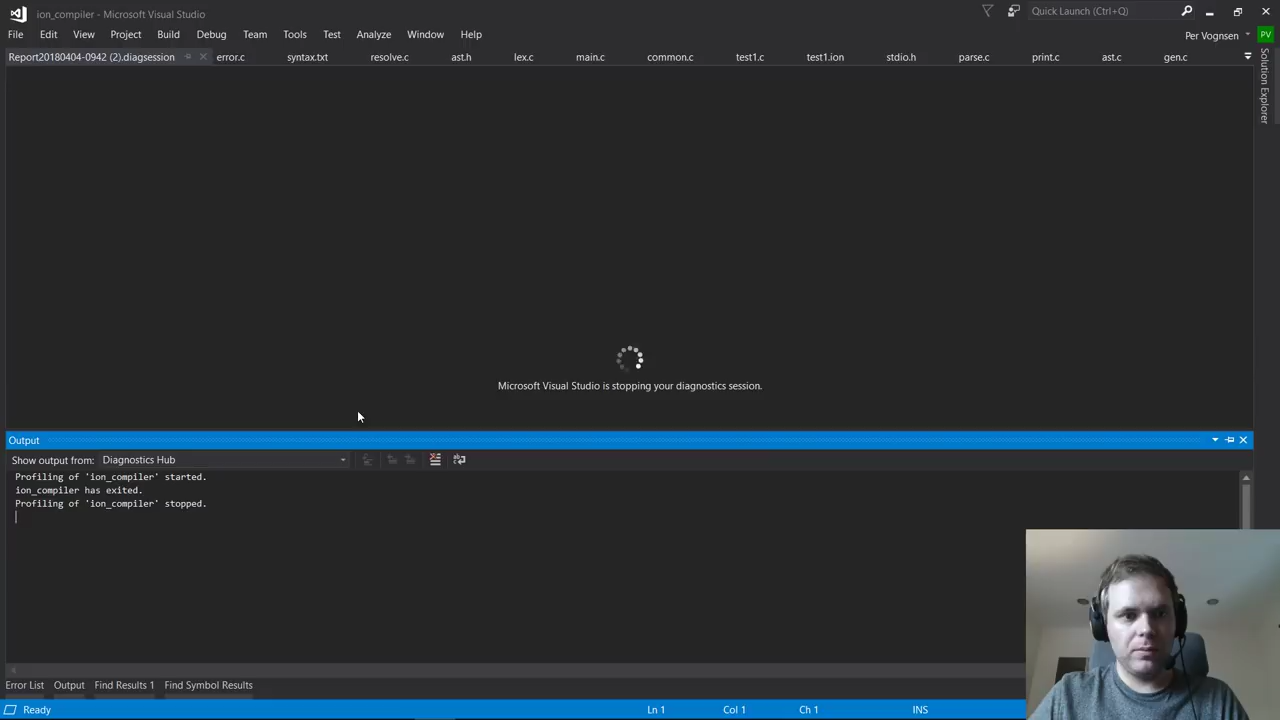 ion_compiler - Microsoft Visual Studio
Quick Launch (Ctrl+Q)
File Edit View Project Build Debug Team Tools Test Analyze Window Help
Per Vognsen PV
Report20180404-0942 (2).diagsession error.c syntax.txt resolve.c ast.h lex.c main.c common.c test1.c test1.ion stdio.h parse.c print.c ast.c gen.c
Solution Explorer
Microsoft Visual Studio is stopping your diagnostics session.
Output
Show output from: Diagnostics Hub
Profiling of 'ion_compiler' started.
ion_compiler has exited.
Profiling of 'ion_compiler' stopped.
Error List Output Find Results 1 Find Symbol Results
Ready Ln 1 Col 1 Ch 1 INS